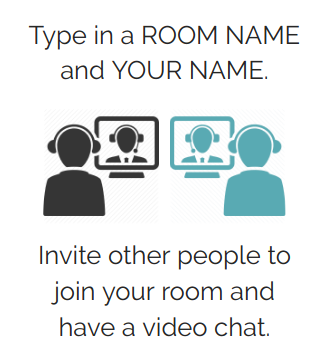 Type in a ROOM NAME
and YOUR NAME.
Invite other people to
join your room and
have a video chat.